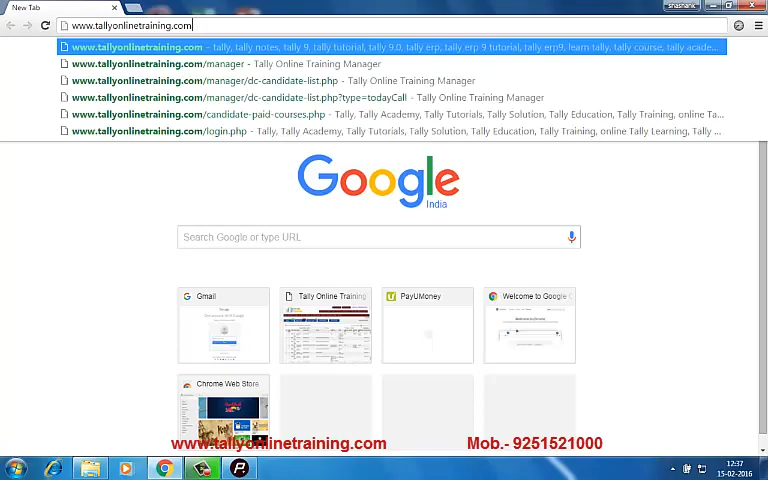 New Tab
shashank
www.tallyonlinetraining.com
www.tallyonlinetraining.com – tally, tally notes, tally 9, tally tutorial, tally 9.0, tally erp, tally erp 9 tutorial, tally erp9, learn tally, tally course, tally acade...
www.tallyonlinetraining.com/manager - Tally Online Training
www.tallyonlinetraining.com/manager/dc-candidate-list.php - Tally Online Training
www.tallyonlinetraining.com/manager/dc-candidate-list.php?type=todayCall - Tally Online Training Manager
www.tallyonlinetraining.com/candidate-paid-courses.php - Tally, Tally Academy, Tally Tutorials, Tally Solution, Tally Education, Tally Training, online Ta...
www.tallyonlinetraining.com/login.php - Tally, Tally Academy, Tally Tutorials, Tally Solution, Tally Education, Tally Training, online Tally Learning, Tally ...
Google
India
Search Google or type URL
Gmail
Tally Online Training
PayUMoney
Welcome to Google C
Chrome Web Store
www.tallyonlinetraining.com
Mob.- 9251521000
12:37
15-02-2016